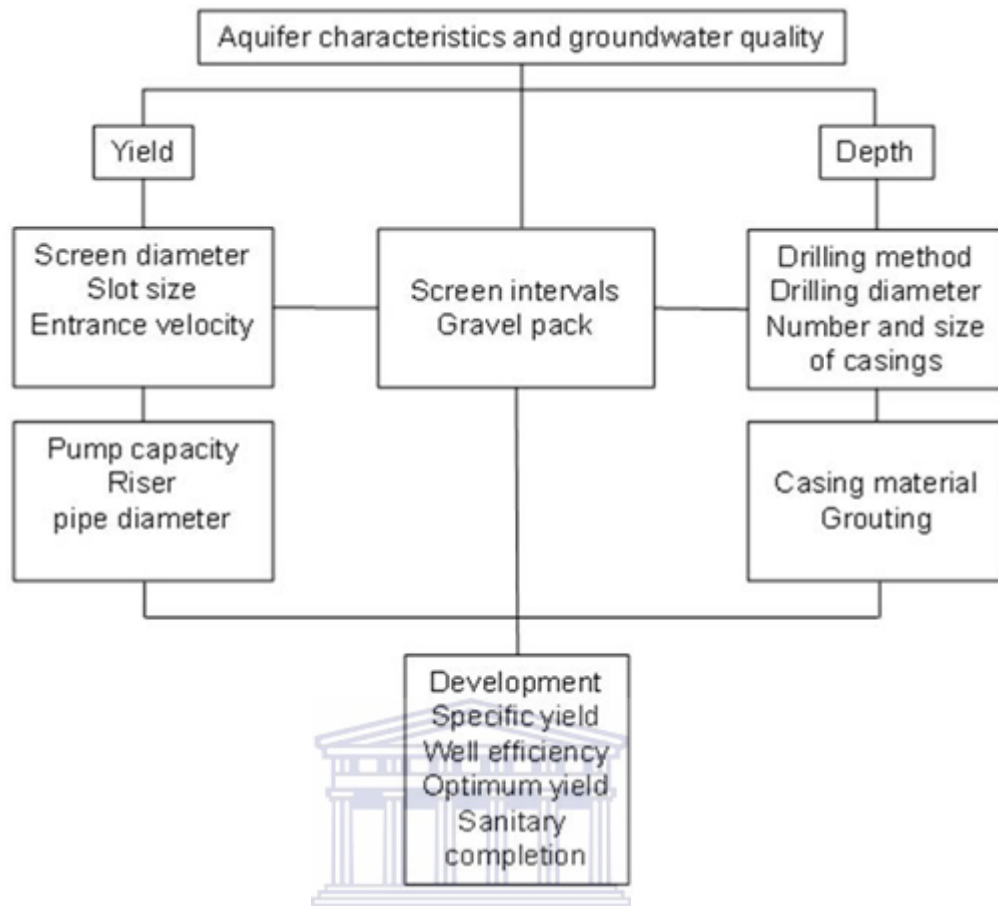 Aquifer characteristics and groundwater quality
Yield
Depth
Screen diameter
Slot size
Entrance velocity
Screen intervals
Gravel pack
Drilling method
Drilling diameter
Number and size
of casings
Pump capacity
Riser
pipe diameter
Casing material
Grouting
Development
Specific yield
Well efficiency
Optimum yield
Sanitary
completion